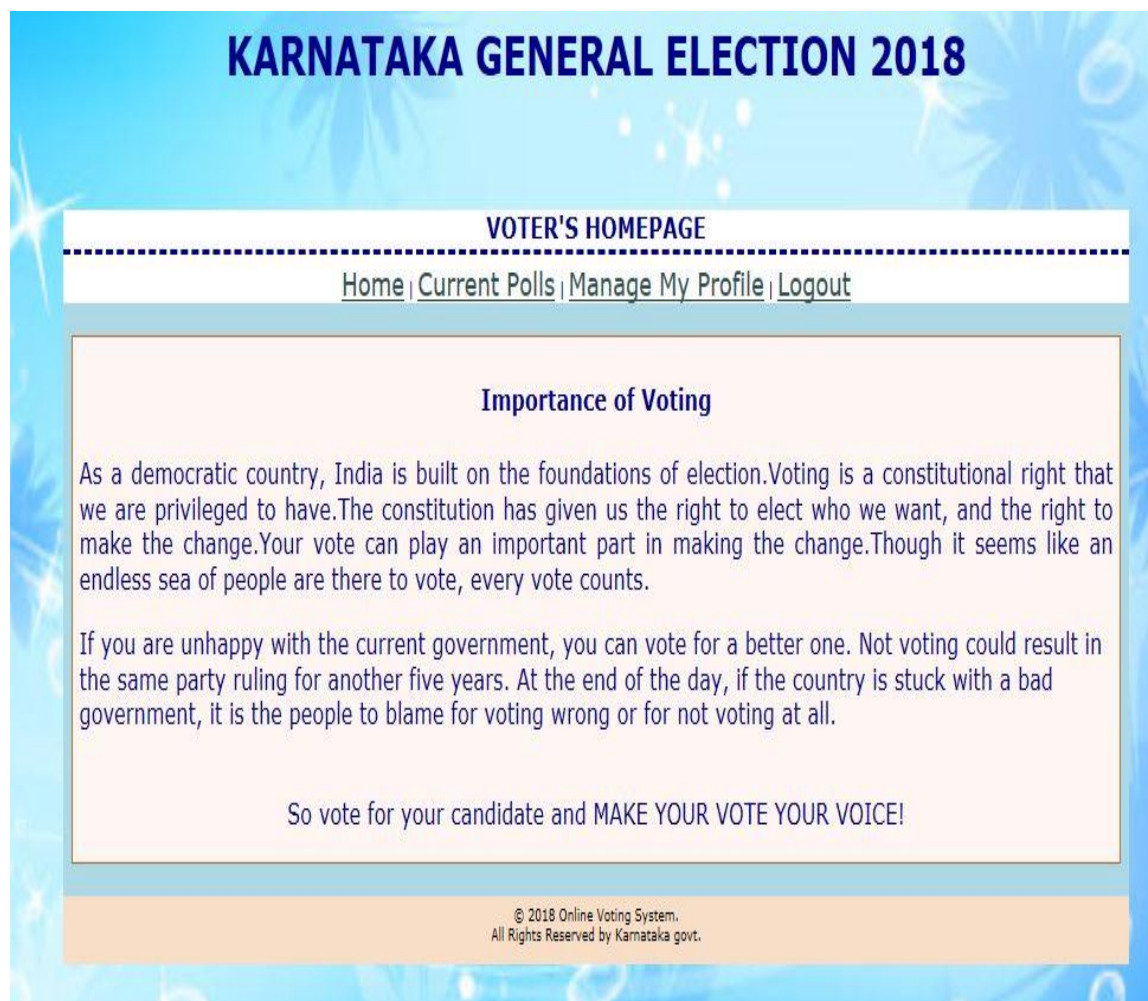 KARNATAKA GENERAL ELECTION 2018
VOTER'S HOMEPAGE
Home | Current Polls | Manage My Profile | Logout
Importance of Voting
As a democratic country, India is built on the foundations of election.Voting is a constitutional right that
we are privileged to have.The constitution has given us the right to elect who we want, and the right to
make the change.Your vote can play an important part in making the change.Though it seems like an
endless sea of people are there to vote, every vote counts.
If you are unhappy with the current government, you can vote for a better one. Not voting could result in
the same party ruling for another five years. At the end of the day, if the country is stuck with a bad
government, it is the people to blame for voting wrong or for not voting at all.
So vote for your candidate and MAKE YOUR VOTE YOUR VOICE!
© 2018 Online Voting System.
All Rights Reserved by Karnataka govt.